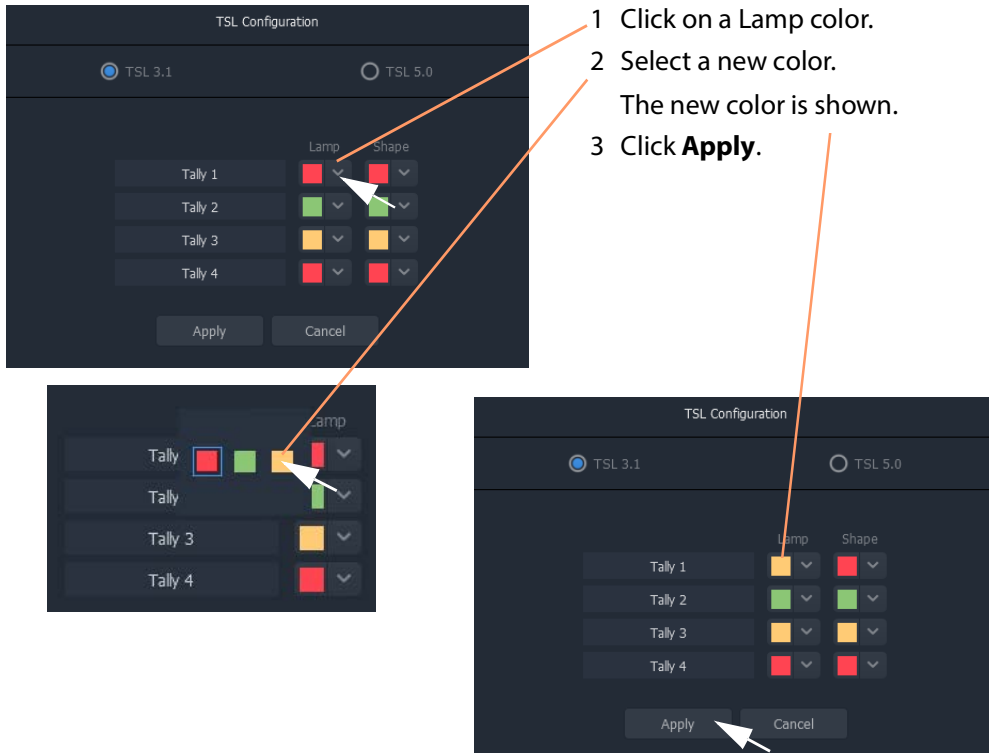 TSL Configuration
TSL 3.1 TSL 5.0
Lamp Shape
Tally 1
Tally 2
Tally 3
Tally 4
Apply Cancel
1 Click on a Lamp color.
2 Select a new color.
The new color is shown.
3 Click Apply.
Lamp
Tally
Tally
Tally 3
Tally 4
TSL Configuration
TSL 3.1 TSL 5.0
Lamp Shape
Tally 1
Tally 2
Tally 3
Tally 4
Apply Cancel